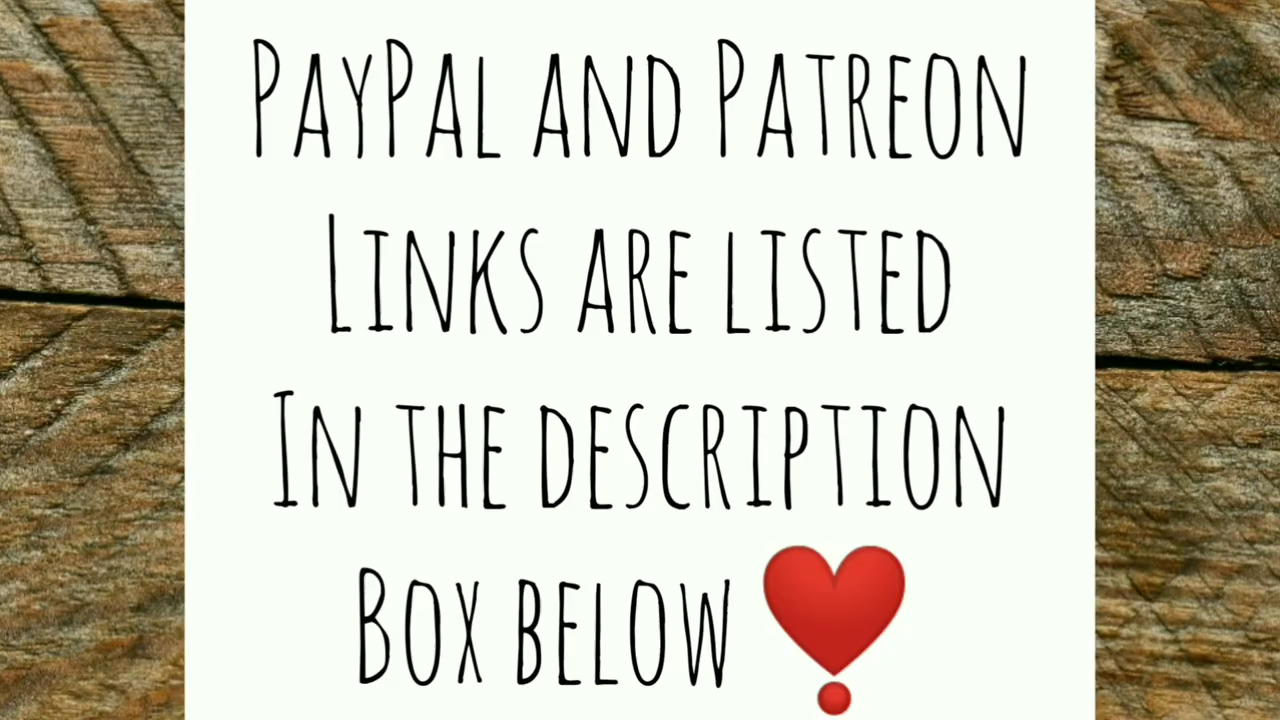 PayPal and Patreon
Links are listed
In the description
Box below ❣